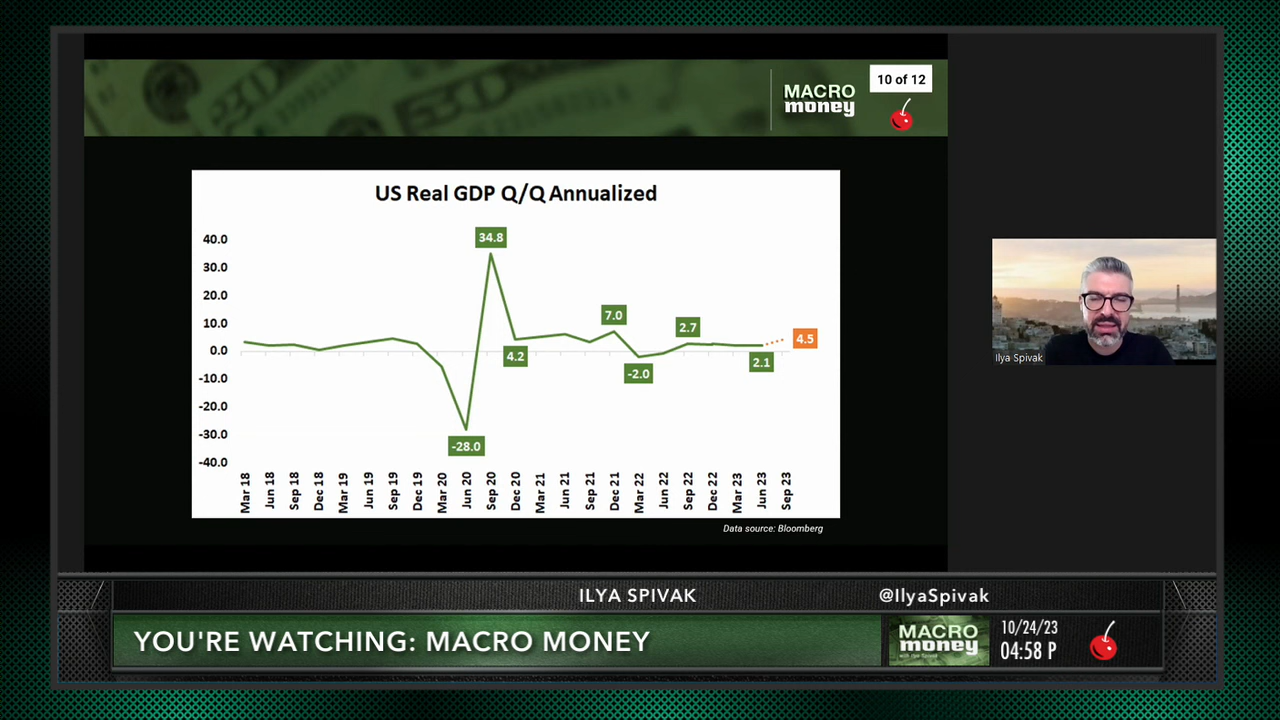 MACRO
money
10 of 12
US Real GDP Q/Q Annualized
40.0
30.0
20.0
10.0
0.0
-10.0
-20.0
-30.0
-40.0
34.8
-28.0
4.2
7.0
-2.0
2.7
2.1
4.5
Mar 18
Jun 18
Sep 18
Dec 18
Mar 19
Jun 19
Sep 19
Dec 19
Mar 20
Jun 20
Sep 20
Dec 20
Mar 21
Jun 21
Sep 21
Dec 21
Mar 22
Jun 22
Sep 22
Dec 22
Mar 23
Jun 23
Sep 23
Data source: Bloomberg
Ilya Spivak
ILYA SPIVAK
@IlyaSpivak
YOU'RE WATCHING: MACRO MONEY
MACRO
money
with Ilya Spivak
10/24/23
04:58 P